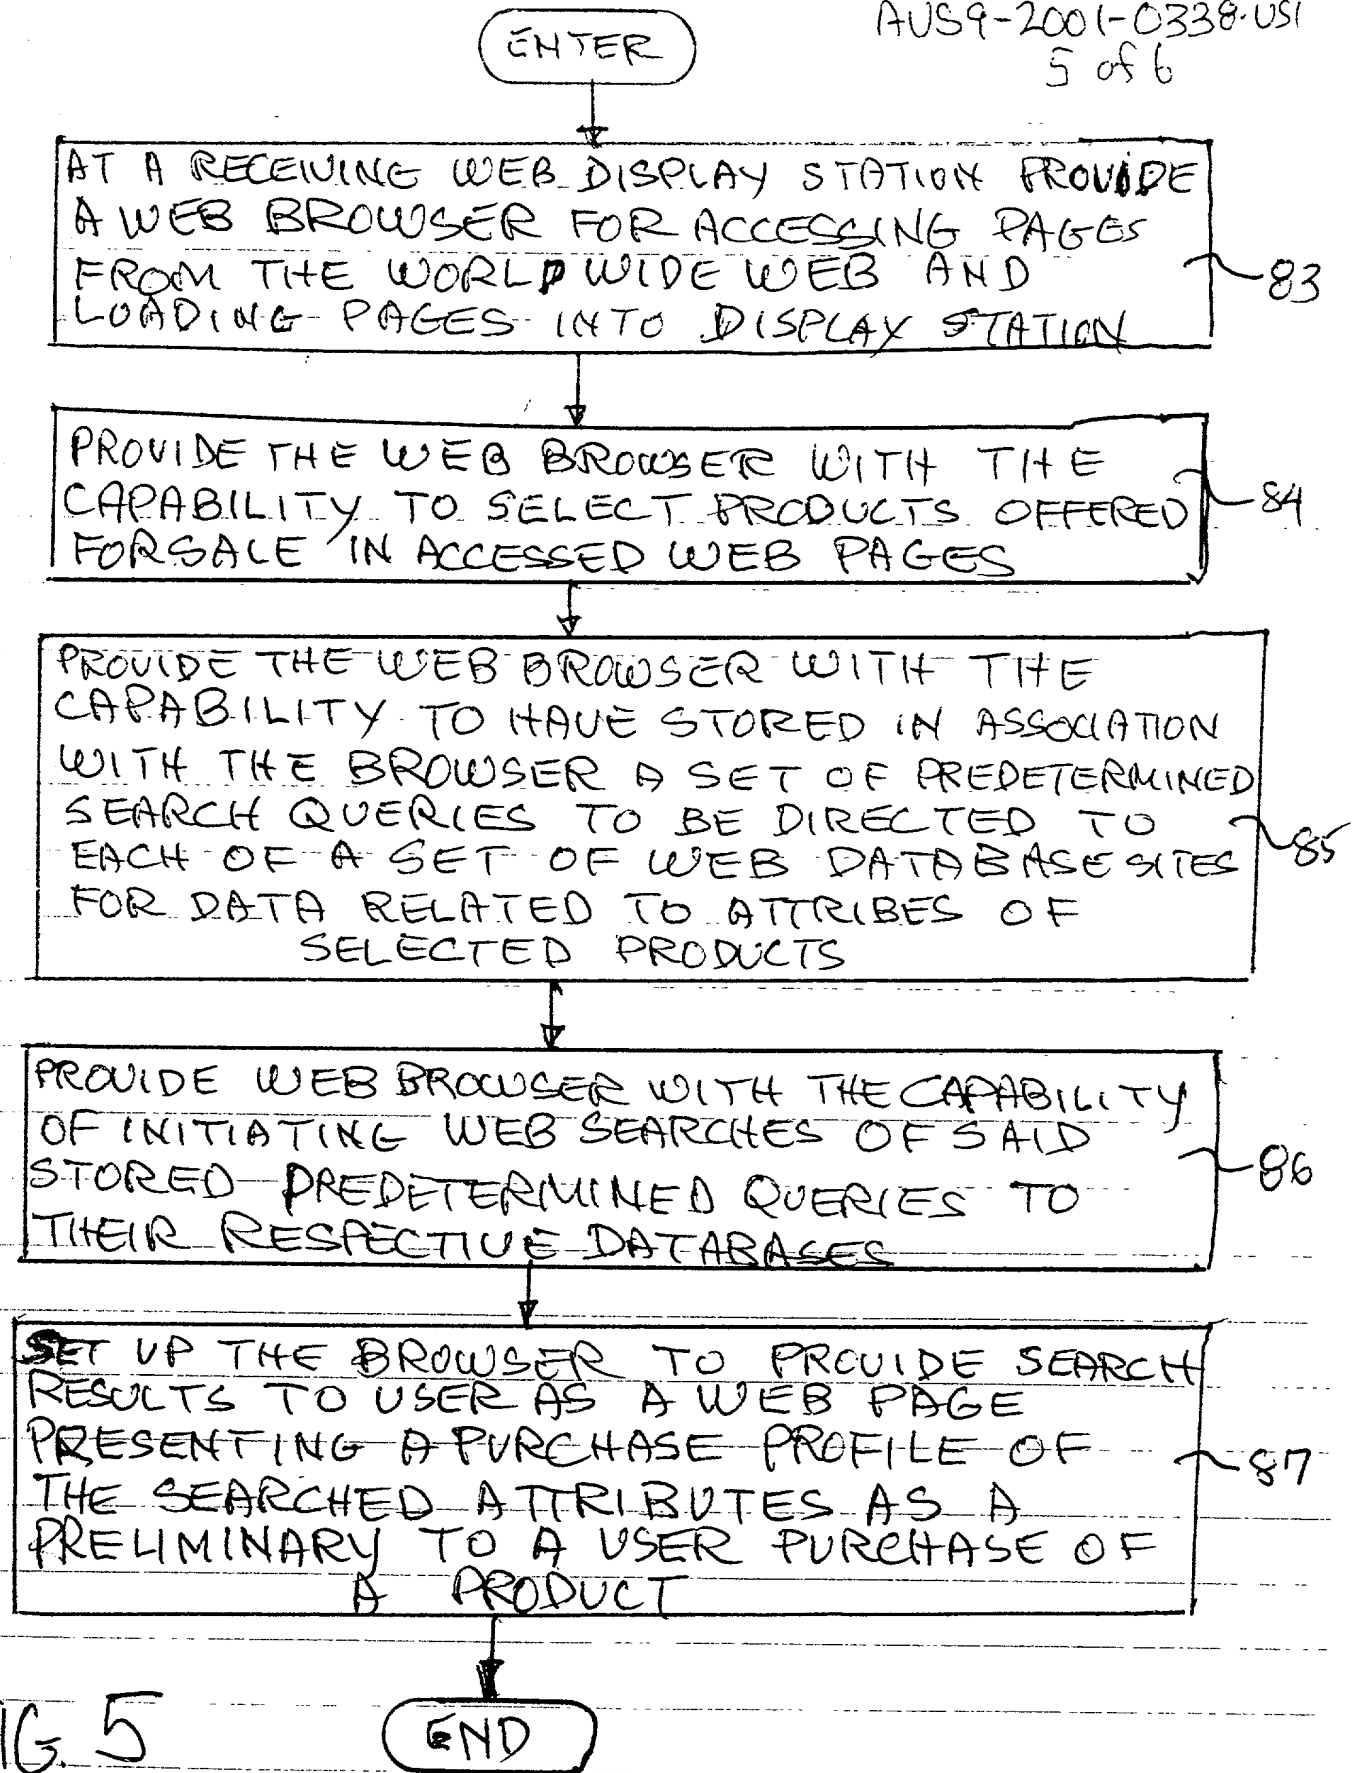 ENTER
AUS9-2001-0338-US1
5 of 6
AT A RECEIVING WEB DISPLAY STATION PROVIDE
A WEB BROWSER FOR ACCESSING PAGES
FROM THE WORLD WIDE WEB AND
LOADING PAGES INTO DISPLAY STATION
83
PROVIDE THE WEB BROWSER WITH THE
CAPABILITY TO SELECT PRODUCTS OFFERED
FOR SALE IN ACCESSED WEB PAGES
84
PROVIDE THE WEB BROWSER WITH THE
CAPABILITY TO HAVE STORED IN ASSOCIATION
WITH THE BROWSER A SET OF PREDETERMINED
SEARCH QUERIES TO BE DIRECTED TO
EACH OF A SET OF WEB DATABASE SITES
FOR DATA RELATED TO ATTRIBES OF
SELECTED PRODUCTS
85
PROVIDE WEB BROWSER WITH THE CAPABILITY
OF INITIATING WEB SEARCHES OF SAID
STORED PREDETERMINED QUERIES TO
THEIR RESPECTIVE DATABASES
86
SET UP THE BROWSER TO PROVIDE SEARCH
RESULTS TO USER AS A WEB PAGE
PRESENTING A PURCHASE PROFILE OF
THE SEARCHED ATTRIBUTES AS A
PRELIMINARY TO A USER PURCHASE OF
A PRODUCT
87
END
IG. 5